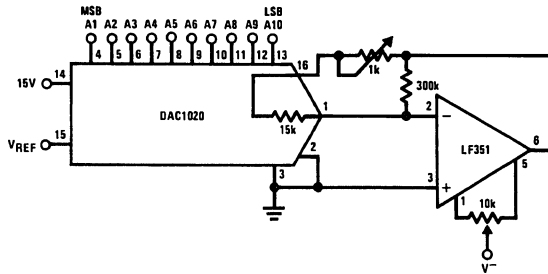 MSB LSB
A1 A2 A3 A4 A5 A6 A7 A8 A9 A10
4 5 6 7 8 9 10 11 12 13
16
1k
15V 14
300k
DAC1020
1 2 −
15k
6
VREF 15
LF351
2
5
3 3 +
1 10k
V−